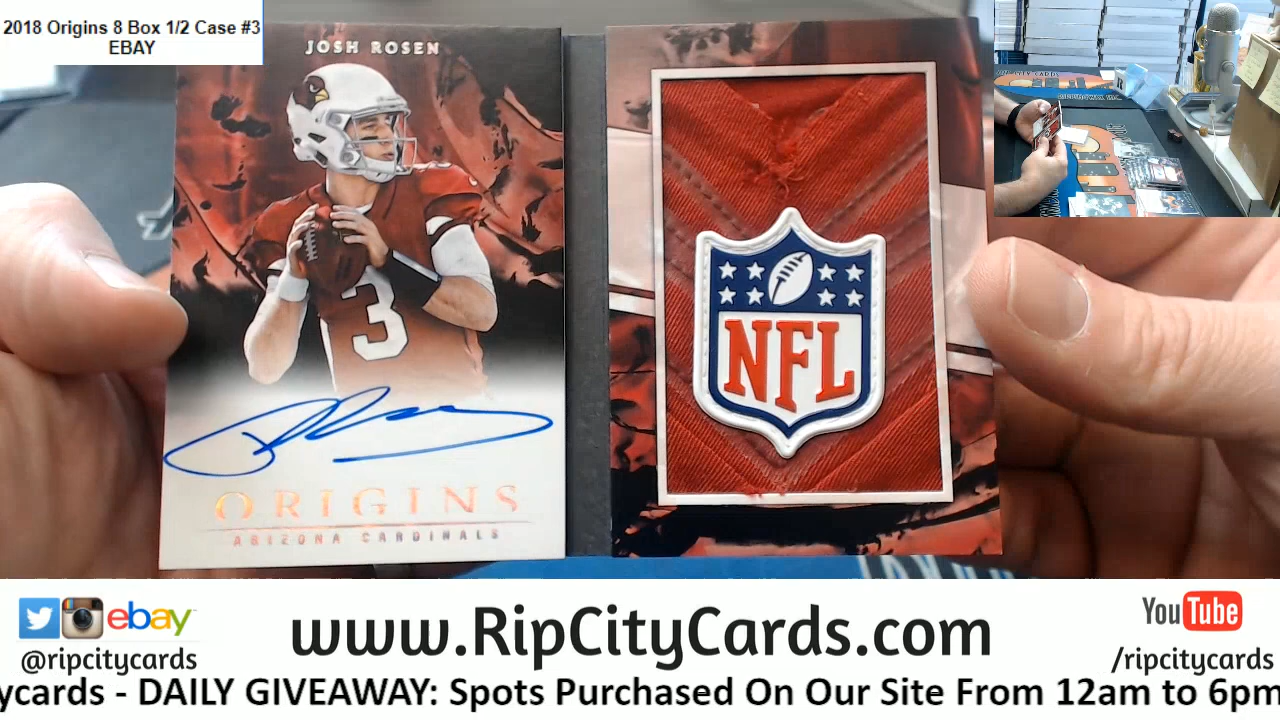 2018 Origins 8 Box 1/2 Case #3
EBAY
JOSH ROSEN
3
NFL
ORIGINS
ARIZONA CARDINALS
ebay
@ripcitycards
www.RipCityCards.com
YouTube
/ripcitycards
ycards - DAILY GIVEAWAY: Spots Purchased On Our Site From 12am to 6pm